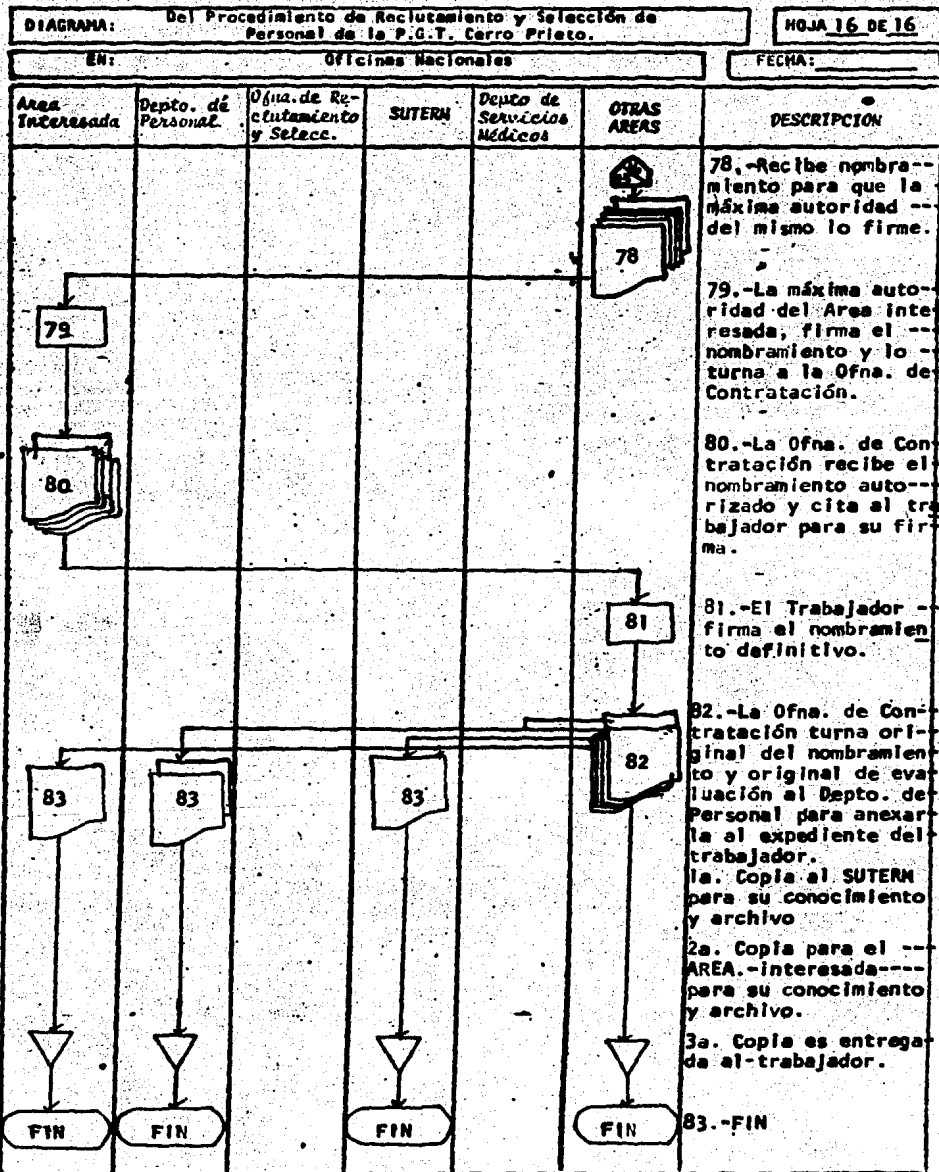 DIAGRAMA:
Del Procedimiento de Reclutamiento y Selección de
Personal de la P.G.T. Cerro Prieto.
HOJA 16 DE 16
EN:
Oficinas Nacionales
FECHA:
Area
Interesada
Depto. dé
Personal.
Ofna. de Re-
clutamiento
y Selecc.
SUTERM
Depto de
Servicios
Médicos
OTRAS
AREAS
DESCRIPCION
78
79
80
81
82
83
83
83
FIN
FIN
FIN
FIN
78.-Recibe nombra--
miento para que la
máxima autoridad ---
del mismo lo firme.
79.-La máxima auto--
ridad del Area inte
resada, firma el ---
nombramiento y lo -
turna a la Ofna. de
Contratación.
80.-La Ofna. de Con
tratación recibe el
nombramiento auto---
rizado y cita al tra
bajador para su fir
ma.
81.-El Trabajador --
firma el nombramien
to definitivo.
82.-La Ofna. de Con--
tratación turna ori--
ginal del nombramien
to y original de eva
luación al Depto. de
Personal para anexar
la al expediente del
trabajador.
1a. Copia al SUTERM
para su conocimiento
y archivo
2a. Copia para el ---
AREA.-interesada----
para su conocimiento
y archivo.
3a. Copia es entrega
da al-trabajador.
83.-FIN